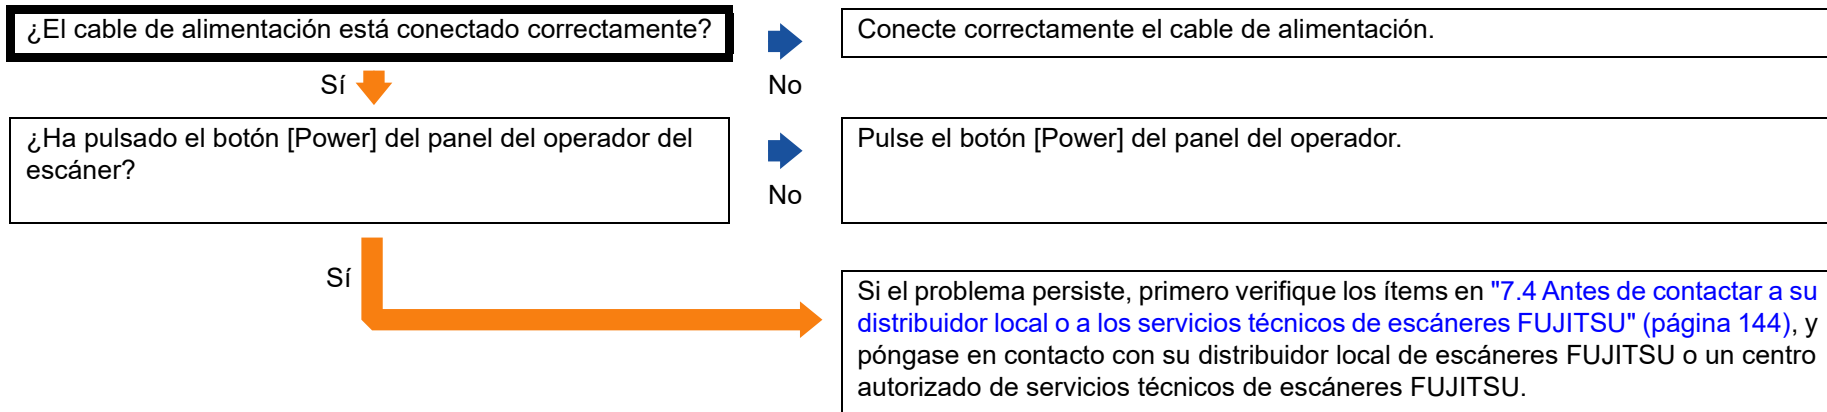 ¿El cable de alimentación está conectado correctamente?
Conecte correctamente el cable de alimentación.
Sí
No
¿Ha pulsado el botón [Power] del panel del operador del
escáner?
Pulse el botón [Power] del panel del operador.
No
Sí
Si el problema persiste, primero verifique los ítems en "7.4 Antes de contactar a su
distribuidor local o a los servicios técnicos de escáneres FUJITSU" (página 144), y
póngase en contacto con su distribuidor local de escáneres FUJITSU o un centro
autorizado de servicios técnicos de escáneres FUJITSU.